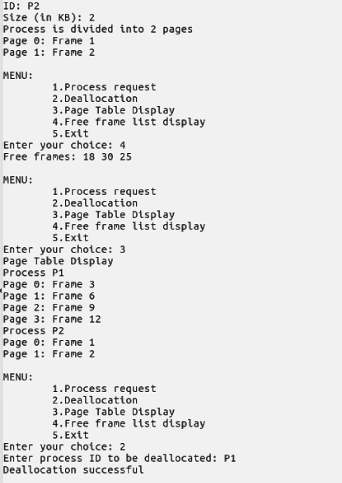 ID: P2
Size (in KB): 2
Process is divided into 2 pages
Page 0: Frame 1
Page 1: Frame 2
MENU:
1.Process request
2.Deallocation
3.Page Table Display
4.Free frame list display
5.Exit
Enter your choice: 4
Free frames: 18 30 25
MENU:
1.Process request
2.Deallocation
3.Page Table Display
4.Free frame list display
5.Exit
Enter your choice: 3
Page Table Display
Process P1
Page 0: Frame 3
Page 1: Frame 6
Page 2: Frame 9
Page 3: Frame 12
Process P2
Page 0: Frame 1
Page 1: Frame 2
MENU:
1.Process request
2.Deallocation
3.Page Table Display
4.Free frame list display
5.Exit
Enter your choice: 2
Enter process ID to be deallocated: P1
Deallocation successful